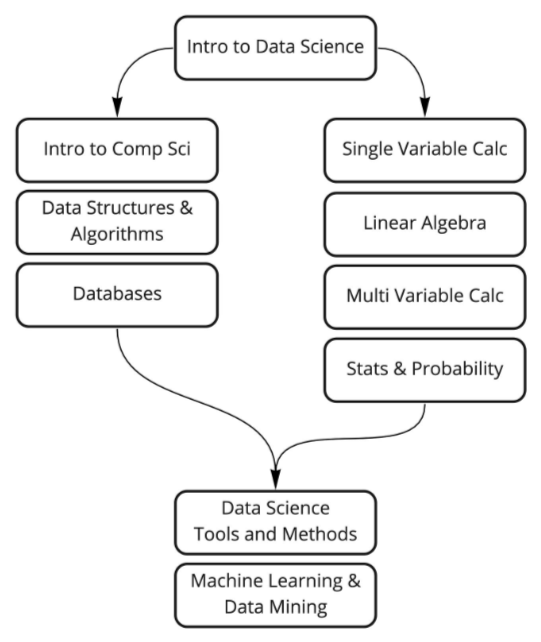 Intro to Data Science
Intro to Comp Sci
Data Structures &
Algorithms
Databases
Single Variable Calc
Linear Algebra
Multi Variable Calc
Stats & Probability
Data Science
Tools and Methods
Machine Learning &
Data Mining